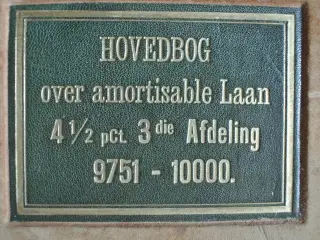 HOVEDBOG
over amortisable Laan
4 1/2 pCt. 3 die Afdeling
9751 - 10000.